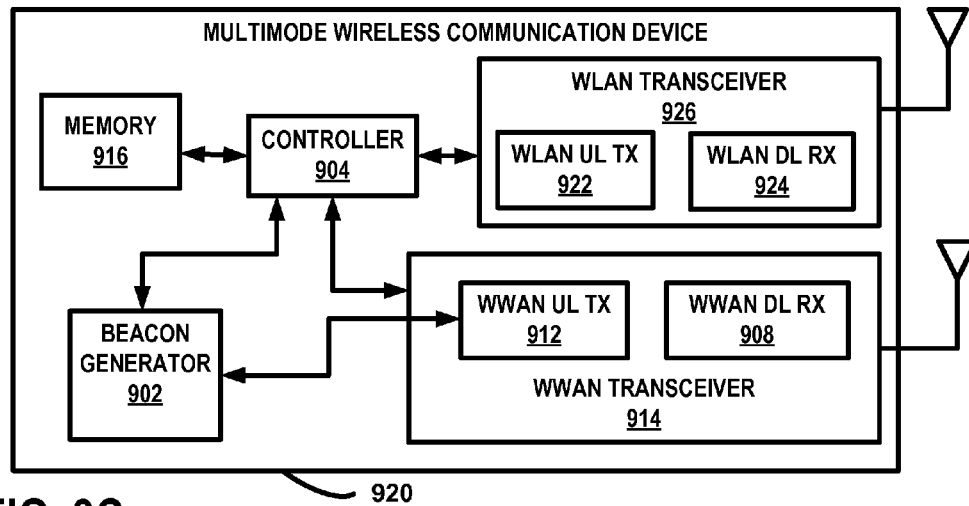 MULTIMODE WIRELESS COMMUNICATION DEVICE
MEMORY
916
CONTROLLER
904
WLAN TRANSCEIVER
926
WLAN UL TX
922
WLAN DL RX
924
BEACON
GENERATOR
902
WWAN UL TX
912
WWAN DL RX
908
WWAN TRANSCEIVER
914
920